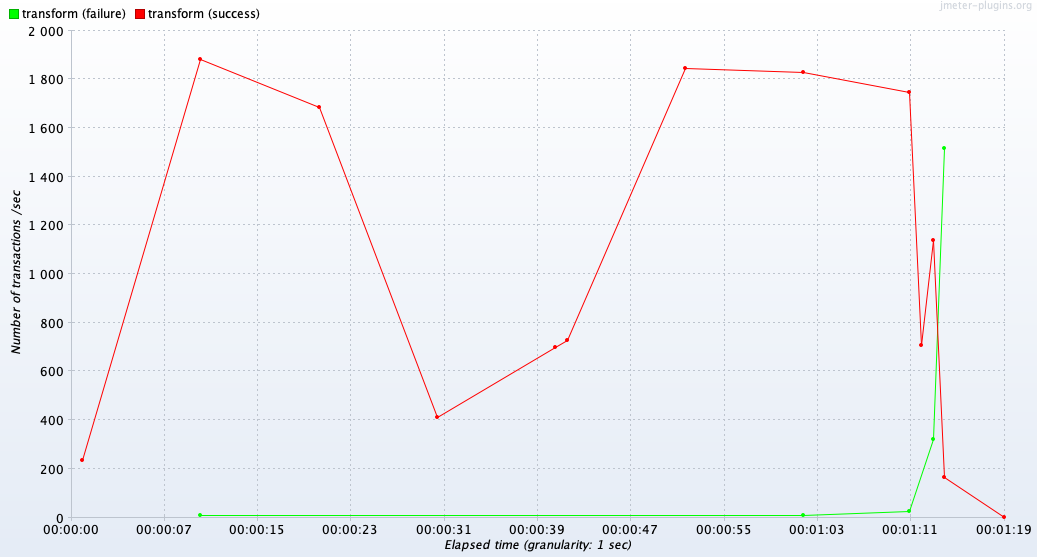 jmeter-plugins.org
transform (failure) transform (success)
2 000
1 800
1 600
1 400
1 200
1 000
800
600
400
200
0
Number of transactions /sec
00:00:00 00:00:07 00:00:15 00:00:23 00:00:31 00:00:39 00:00:47 00:00:55 00:01:03 00:01:11 00:01:19
Elapsed time (granularity: 1 sec)